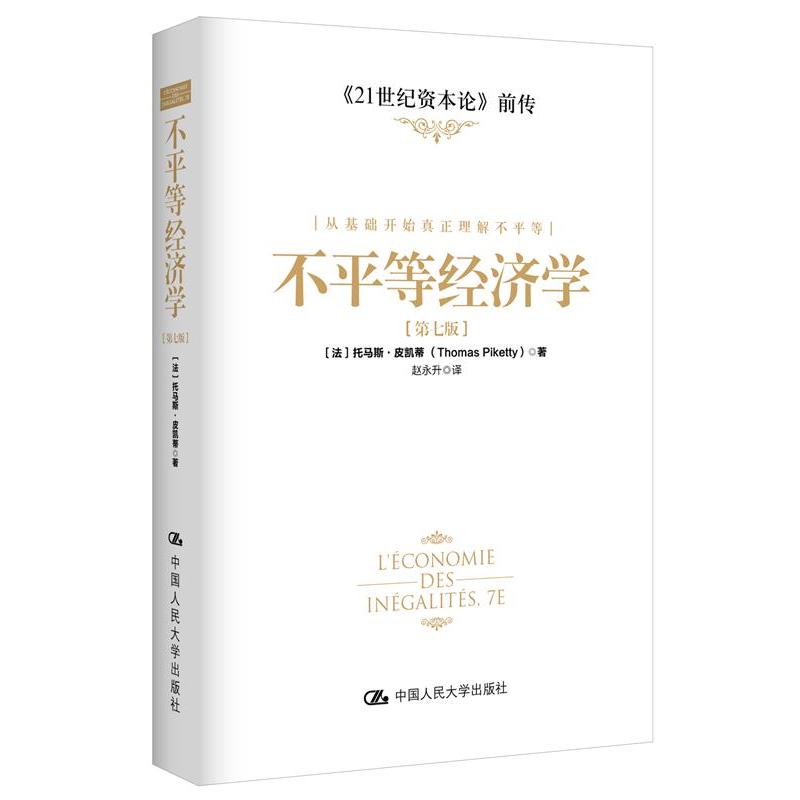 《21世纪资本论》前传
从基础开始真正理解不平等
不平等经济学
[第七版]
[法]托马斯·皮凯蒂(Thomas Piketty)◎著
赵永升◎译
L'ÉCONOMIE
DES
INÉGALITÉS, 7E
中国人民大学出版社
L'ÉCONOMIE
DES
INÉGALITÉS, 7E
不平等经济学
[第七版]
[法]托马斯·皮凯蒂◎著
中国人民大学出版社